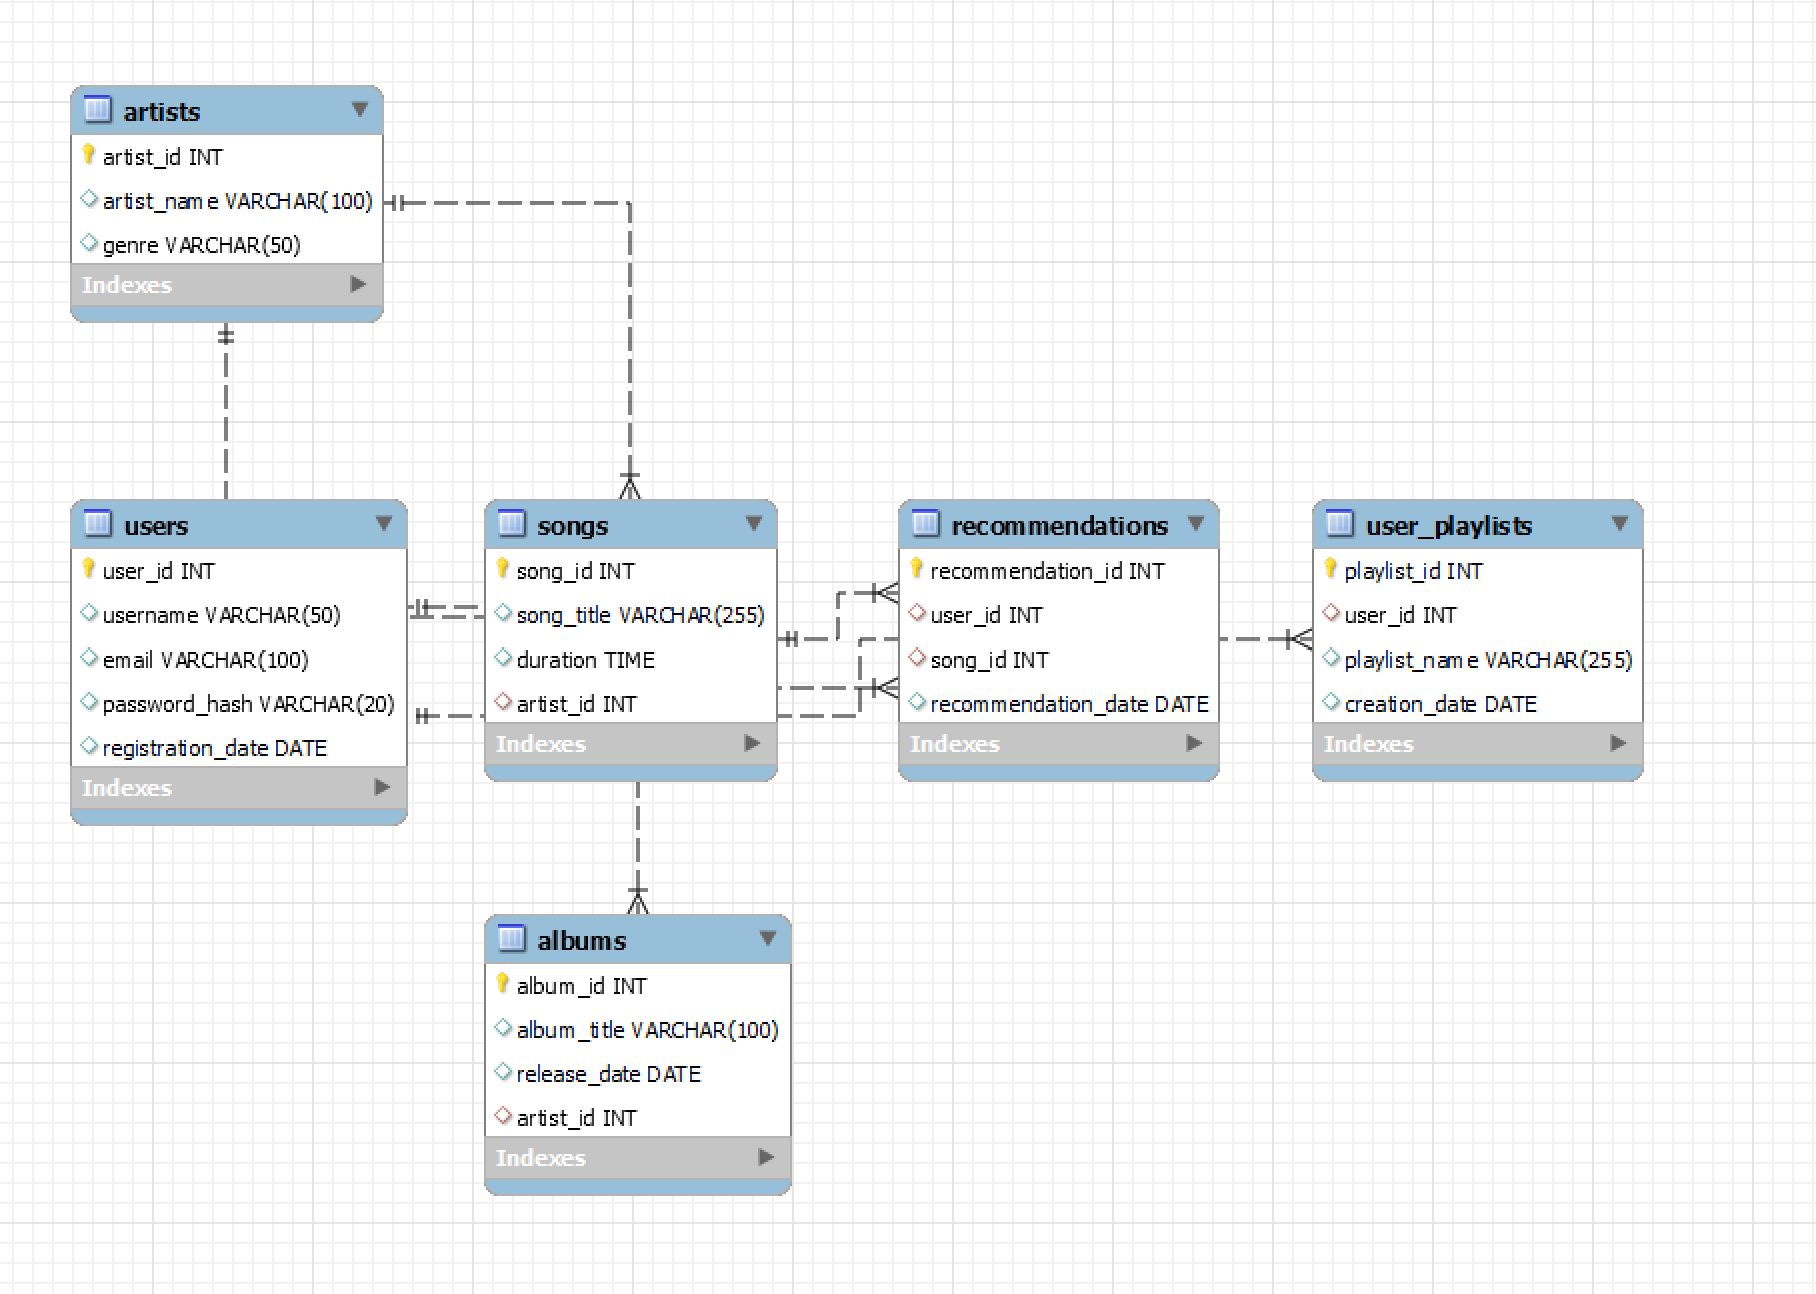 artists
artist_id INT
artist_name VARCHAR(100)
genre VARCHAR(50)
Indexes
users
user_id INT
username VARCHAR(50)
email VARCHAR(100)
password_hash VARCHAR(20)
registration_date DATE
Indexes
songs
song_id INT
song_title VARCHAR(255)
duration TIME
artist_id INT
Indexes
recommendations
recommendation_id INT
user_id INT
song_id INT
recommendation_date DATE
Indexes
user_playlists
playlist_id INT
user_id INT
playlist_name VARCHAR(255)
creation_date DATE
Indexes
albums
album_id INT
album_title VARCHAR(100)
release_date DATE
artist_id INT
Indexes